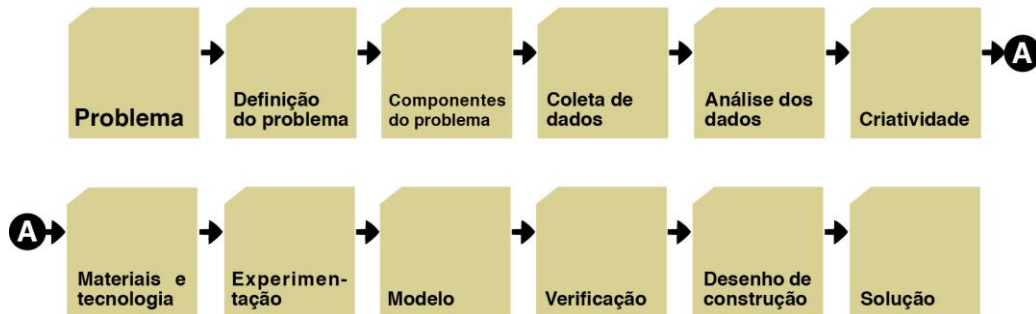 Problema
Definição
do problema
Componentes
do problema
Coleta de
dados
Análise dos
dados
Criatividade
A
A
Materiais e
tecnologia
Experimen-
tação
Modelo
Verificação
Desenho de
construção
Solução